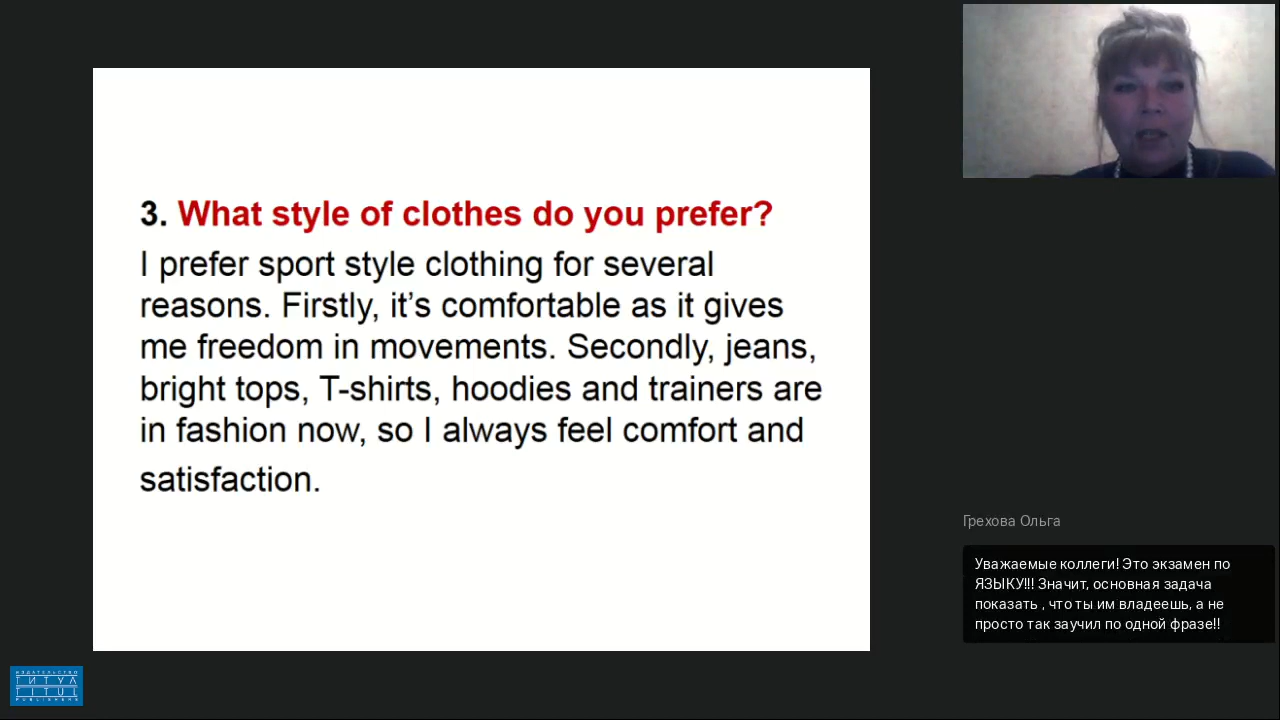 3. What style of clothes do you prefer?
I prefer sport style clothing for several
reasons. Firstly, it's comfortable as it gives
me freedom in movements. Secondly, jeans,
bright tops, T-shirts, hoodies and trainers are
in fashion now, so I always feel comfort and
satisfaction.
Грехова Ольга
Уважаемые коллеги! Это экзамен по
ЯЗЫКУ!!! Значит, основная задача
показать , что ты им владеешь, а не
просто так заучил по одной фразе!!
ИЗДАТЕЛЬСТВО
ТИТУЛ
TITUL
PUBLISHERS